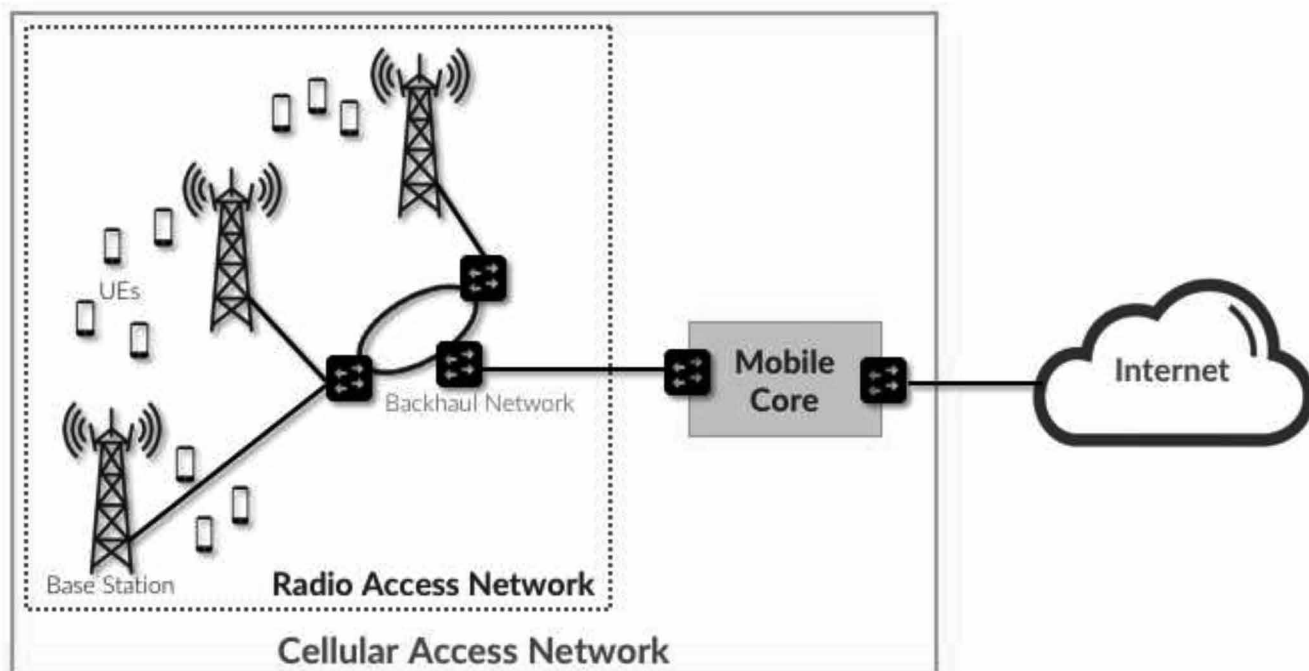 UEs
Backhaul Network
Base Station
Radio Access Network
Cellular Access Network
Mobile
Core
Internet